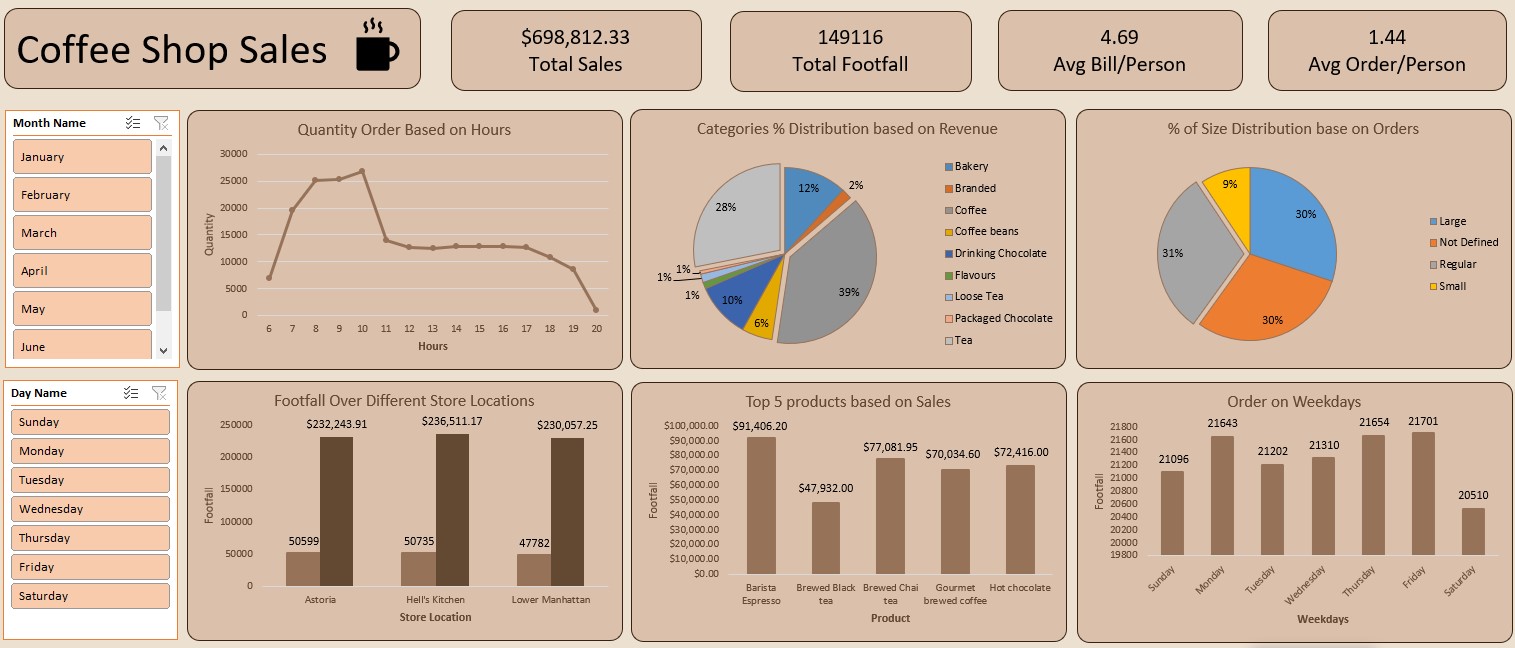 Coffee Shop Sales
$698,812.33
Total Sales
149116
Total Footfall
4.69
Avg Bill/Person
1.44
Avg Order/Person
Month Name
January
February
March
April
May
June
Quantity Order Based on Hours
Quantity
30000
25000
20000
15000
10000
5000
0
6 7 8 9 10 11 12 13 14 15 16 17 18 19 20
Hours
Categories % Distribution based on Revenue
12%
2%
39%
6%
10%
1%
1%
1%
28%
Bakery
Branded
Coffee
Coffee beans
Drinking Chocolate
Flavours
Loose Tea
Packaged Chocolate
Tea
% of Size Distribution base on Orders
30%
30%
31%
9%
Large
Not Defined
Regular
Small
Day Name
Sunday
Monday
Tuesday
Wednesday
Thursday
Friday
Saturday
Footfall Over Different Store Locations
Footfall
250000
200000
150000
100000
50000
0
50599
$232,243.91
50735
$236,511.17
47782
$230,057.25
Astoria
Hell's Kitchen
Lower Manhattan
Store Location
Top 5 products based on Sales
Footfall
$100,000.00
$90,000.00
$80,000.00
$70,000.00
$60,000.00
$50,000.00
$40,000.00
$30,000.00
$20,000.00
$10,000.00
$0.00
$91,406.20
$47,932.00
$77,081.95
$70,034.60
$72,416.00
Barista
Espresso
Brewed Black
tea
Brewed Chai
tea
Gourmet
brewed coffee
Hot chocolate
Product
Order on Weekdays
Footfall
21800
21600
21400
21200
21000
20800
20600
20400
20200
20000
19800
21096
21643
21202
21310
21654
21701
20510
Sunday
Monday
Tuesday
Wednesday
Thursday
Friday
Saturday
Weekdays